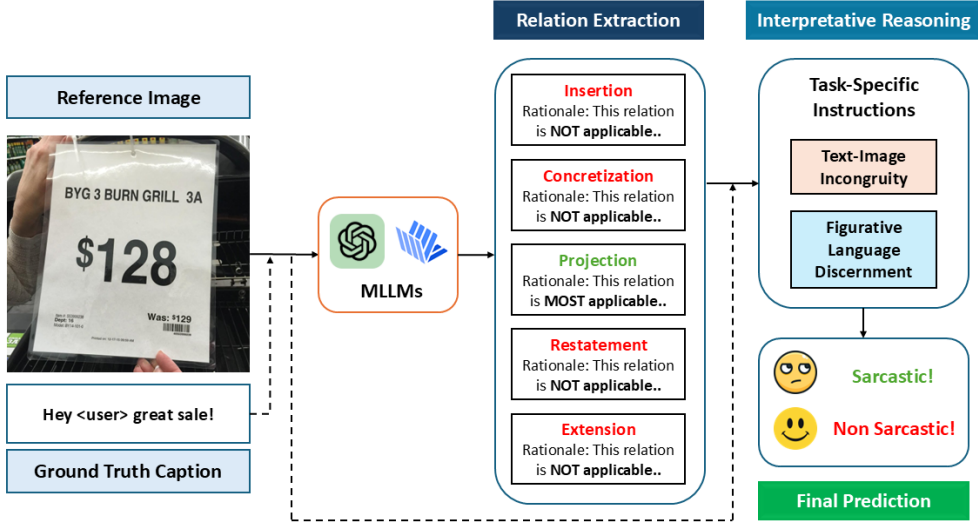 Relation Extraction
Interpretative Reasoning
Reference Image
BYG 3 BURN GRILL 3A
$128
Was: $129
Hey <user> great sale!
Ground Truth Caption
MLLMs
Insertion
Rationale: This relation
is NOT applicable..
Concretization
Rationale: This relation
is NOT applicable..
Projection
Rationale: This relation
is MOST applicable..
Restatement
Rationale: This relation
is NOT applicable..
Extension
Rationale: This relation
is NOT applicable..
Task-Specific
Instructions
Text-Image
Incongruity
Figurative
Language
Discernment
Sarcastic!
Non Sarcastic!
Final Prediction